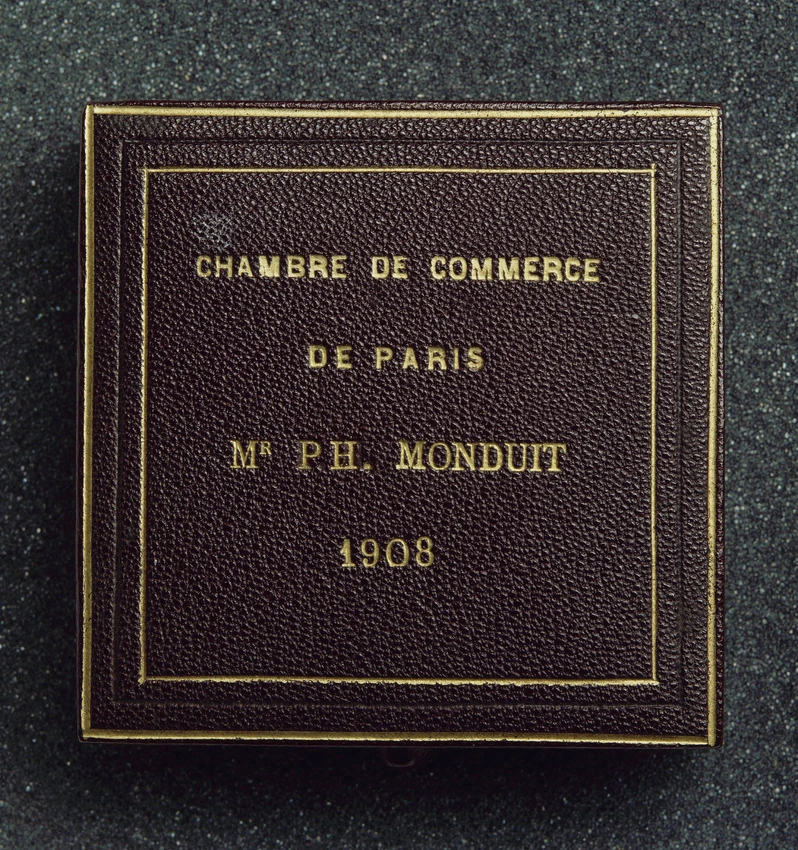 CHAMBRE DE COMMERCE
DE PARIS
Mᴿ PH. MONDUIT
1908